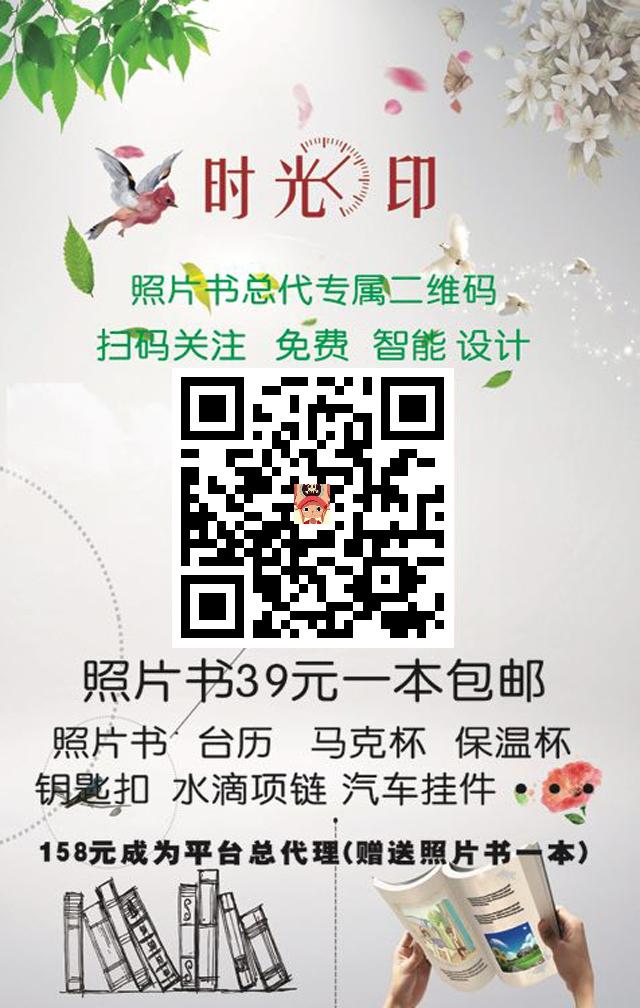 时光印
照片书总代专属二维码
扫码关注 免费 智能 设计
照片书39元一本包邮
照片书 台历 马克杯 保温杯
钥匙扣 水滴项链 汽车挂件
158元成为平台总代理(赠送照片书一本)